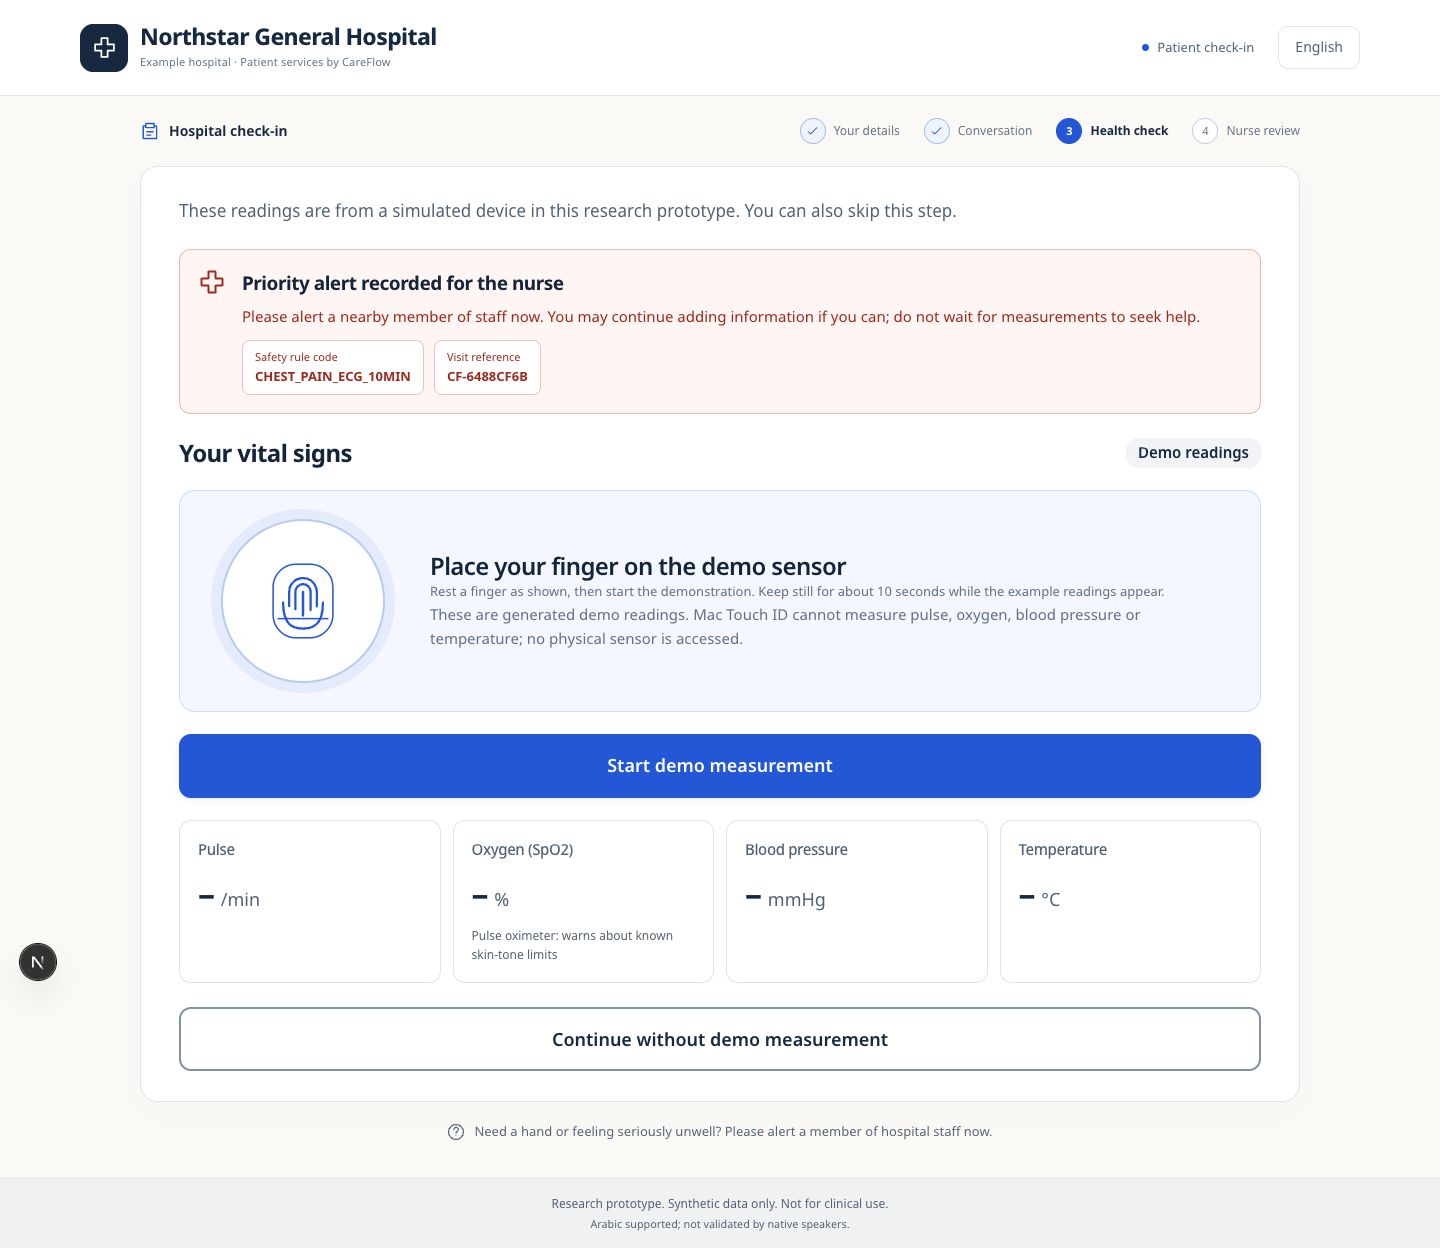 Northstar General Hospital
Example hospital · Patient services by CareFlow
Patient check-in
English
Hospital check-in
Your details
Conversation
3 Health check
4 Nurse review
These readings are from a simulated device in this research prototype. You can also skip this step.
Priority alert recorded for the nurse
Please alert a nearby member of staff now. You may continue adding information if you can; do not wait for measurements to seek help.
Safety rule code
CHEST_PAIN_ECG_10MIN
Visit reference
CF-6488CF6B
Your vital signs
Demo readings
Place your finger on the demo sensor
Rest a finger as shown, then start the demonstration. Keep still for about 10 seconds while the example readings appear.
These are generated demo readings. Mac Touch ID cannot measure pulse, oxygen, blood pressure or
temperature; no physical sensor is accessed.
Start demo measurement
Pulse
– /min
Oxygen (SpO2)
– %
Pulse oximeter: warns about known
skin-tone limits
Blood pressure
– mmHg
Temperature
– °C
N
Continue without demo measurement
Need a hand or feeling seriously unwell? Please alert a member of hospital staff now.
Research prototype. Synthetic data only. Not for clinical use.
Arabic supported; not validated by native speakers.